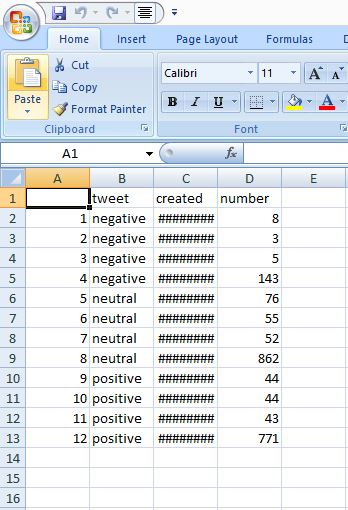 Home Insert Page Layout Formulas D
Cut
Copy
Format Painter
Paste
Clipboard
Calibri 11 A A
B I U A
Font
A1 fx
A B C D E
1 tweet created number
2 1 negative ######## 8
3 2 negative ######## 3
4 3 negative ######## 5
5 4 negative ######## 143
6 5 neutral ######## 76
7 6 neutral ######## 55
8 7 neutral ######## 52
9 8 neutral ######## 862
10 9 positive ######## 44
11 10 positive ######## 44
12 11 positive ######## 43
13 12 positive ######## 771
14
15
16